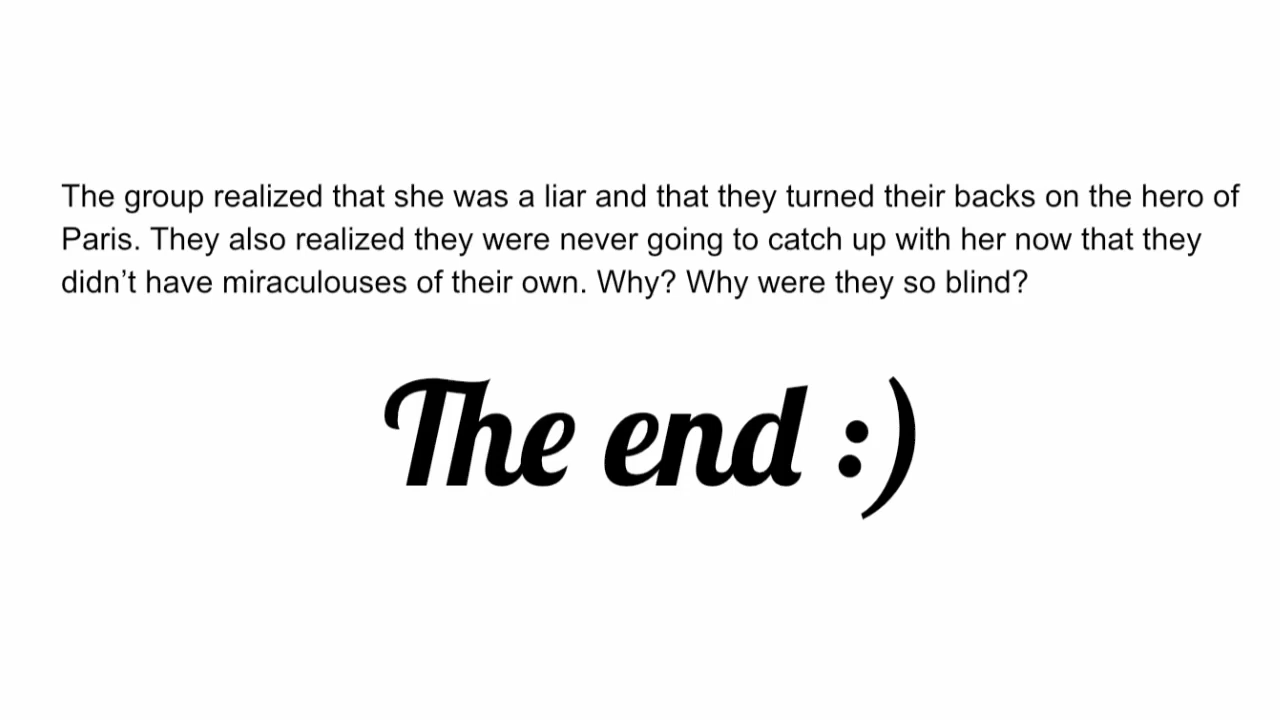 The group realized that she was a liar and that they turned their backs on the hero of
Paris. They also realized they were never going to catch up with her now that they
didn’t have miraculouses of their own. Why? Why were they so blind?
The end :)